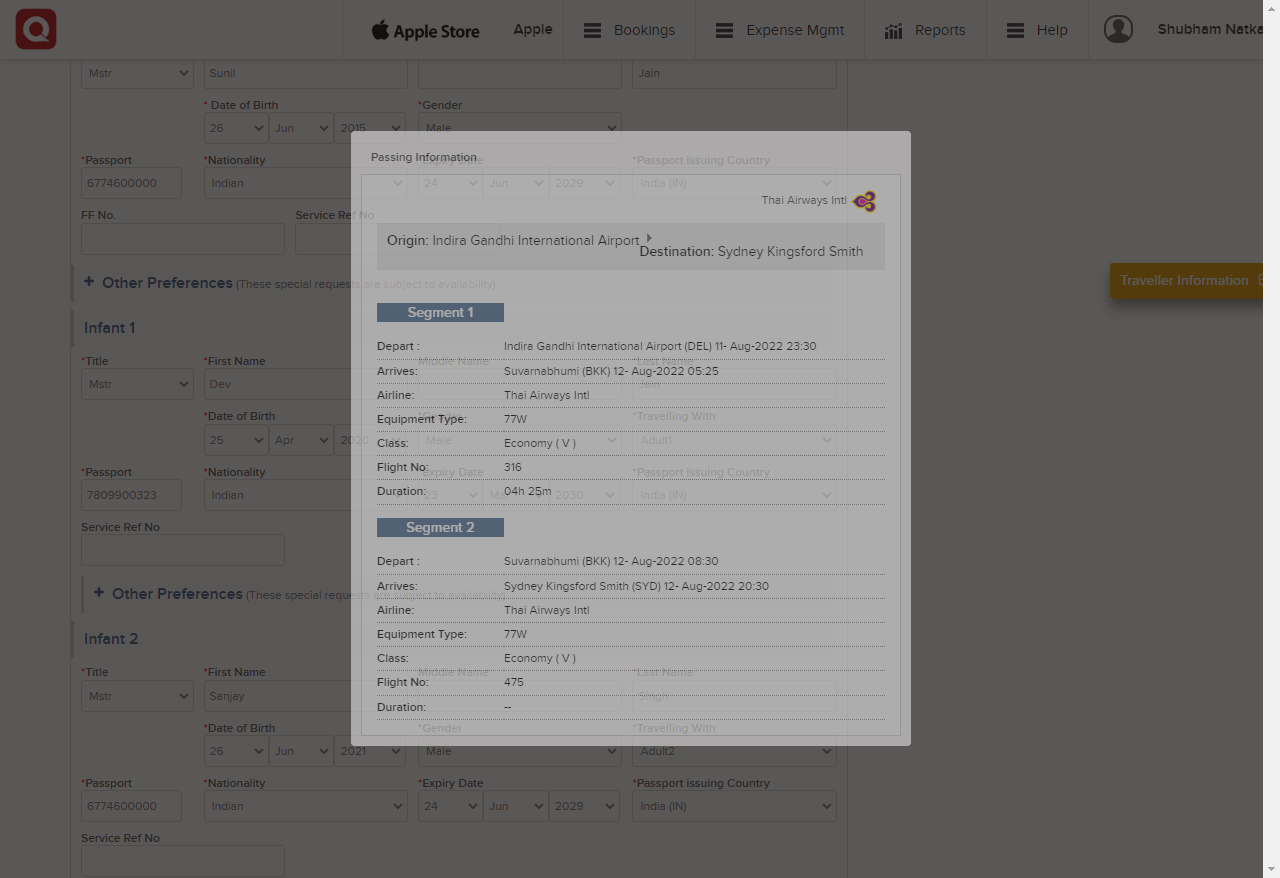 Apple Store
Apple
Bookings
Expense Mgmt
Reports
Help
Shubham Natka
Mstr
Sunil
Jain
* Date of Birth
*Gender
26
Jun
2015
Male
*Passport
*Nationality
*Expiry Date
*Passport issuing Country
6774600000
Indian
24
Jun
2029
India (IN)
FF No.
Service Ref No
+ Other Preferences (These special requests are subject to availability)
Traveller Information
Infant 1
*Title
*First Name
Middle Name
*Last Name
Mstr
Dev
Jain
*Date of Birth
*Gender
*Travelling With
25
Apr
2020
Male
Adult1
*Passport
*Nationality
*Expiry Date
*Passport issuing Country
7809900323
Indian
23
2030
India (IN)
Service Ref No
+ Other Preferences (These special requests are subject to availability)
Infant 2
*Title
*First Name
Middle Name
*Last Name
Mstr
Sanjay
Singh
*Date of Birth
*Gender
*Travelling With
26
Jun
2021
Male
Adult2
*Passport
*Nationality
*Expiry Date
*Passport issuing Country
6774600000
Indian
24
Jun
2029
India (IN)
Service Ref No
Passing Information
Thai Airways Intl
Origin: Indira Gandhi International Airport
Destination: Sydney Kingsford Smith
Segment 1
Depart : Indira Gandhi International Airport (DEL) 11- Aug-2022 23:30
Arrives: Suvarnabhumi (BKK) 12- Aug-2022 05:25
Airline: Thai Airways Intl
Equipment Type: 77W
Class: Economy ( V )
Flight No: 316
Duration: 04h 25m
Segment 2
Depart : Suvarnabhumi (BKK) 12- Aug-2022 08:30
Arrives: Sydney Kingsford Smith (SYD) 12- Aug-2022 20:30
Airline: Thai Airways Intl
Equipment Type: 77W
Class: Economy ( V )
Flight No: 475
Duration: --